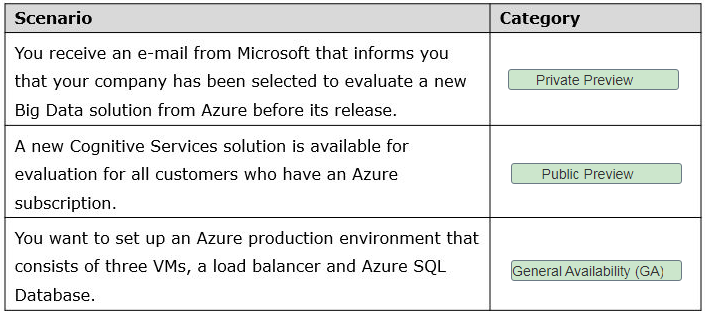 Scenario Category
You receive an e-mail from Microsoft that informs you
that your company has been selected to evaluate a new
Big Data solution from Azure before its release.
Private Preview
A new Cognitive Services solution is available for
evaluation for all customers who have an Azure
subscription.
Public Preview
You want to set up an Azure production environment that
consists of three VMs, a load balancer and Azure SQL
Database.
General Availability (GA)